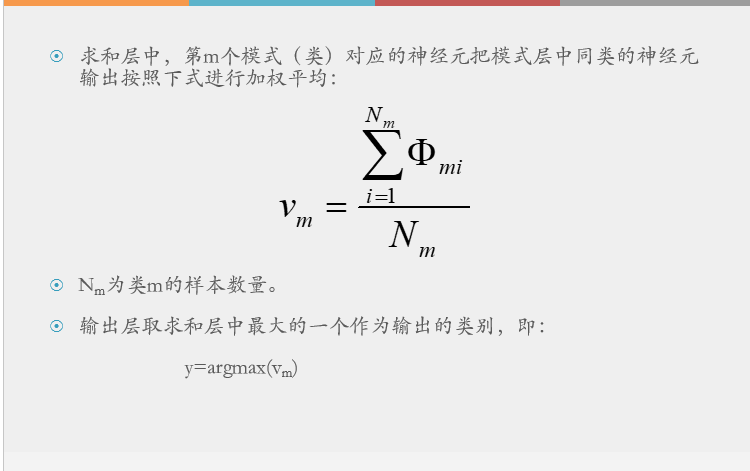 求和层中，第m个模式（类）对应的神经元把模式层中同类的神经元
输出按照下式进行加权平均：
v_m = \frac{\sum_{i=1}^{N_m} Φ_{mi}}{N_m}
N_m为类m的样本数量。
输出层取求和层中最大的一个作为输出的类别，即：
y=argmax(v_m)